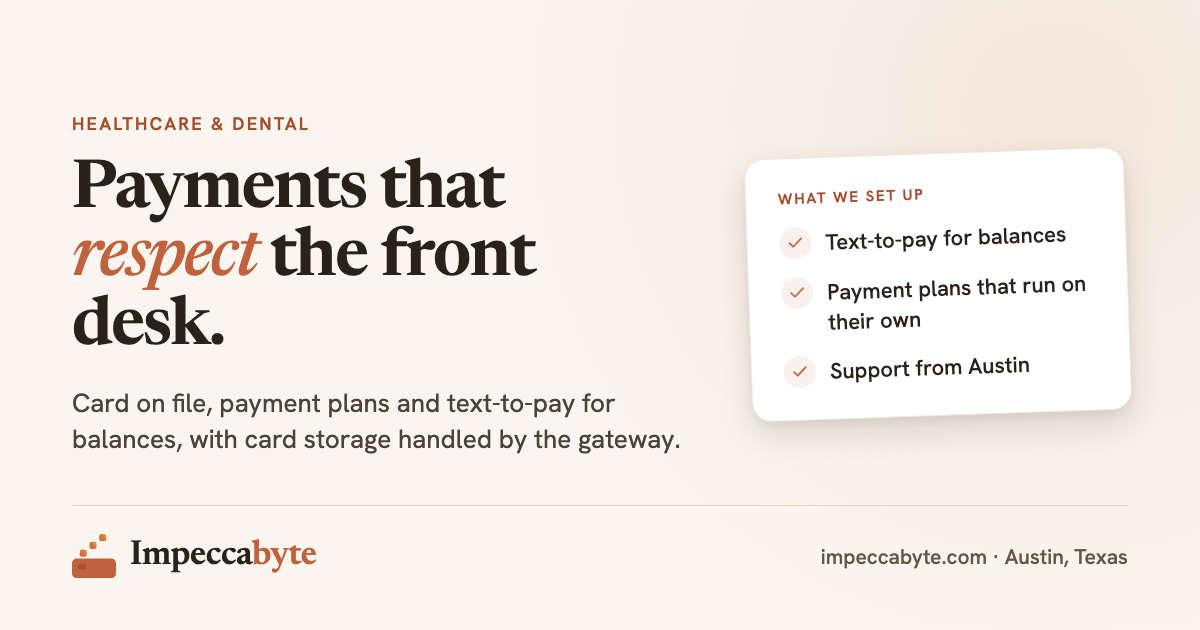 HEALTHCARE & DENTAL
Payments that
respect the front
desk.
Card on file, payment plans and text-to-pay for
balances, with card storage handled by the gateway.
WHAT WE SET UP
Text-to-pay for balances
Payment plans that run on
their own
Support from Austin
Impeccabyte
impeccabyte.com · Austin, Texas